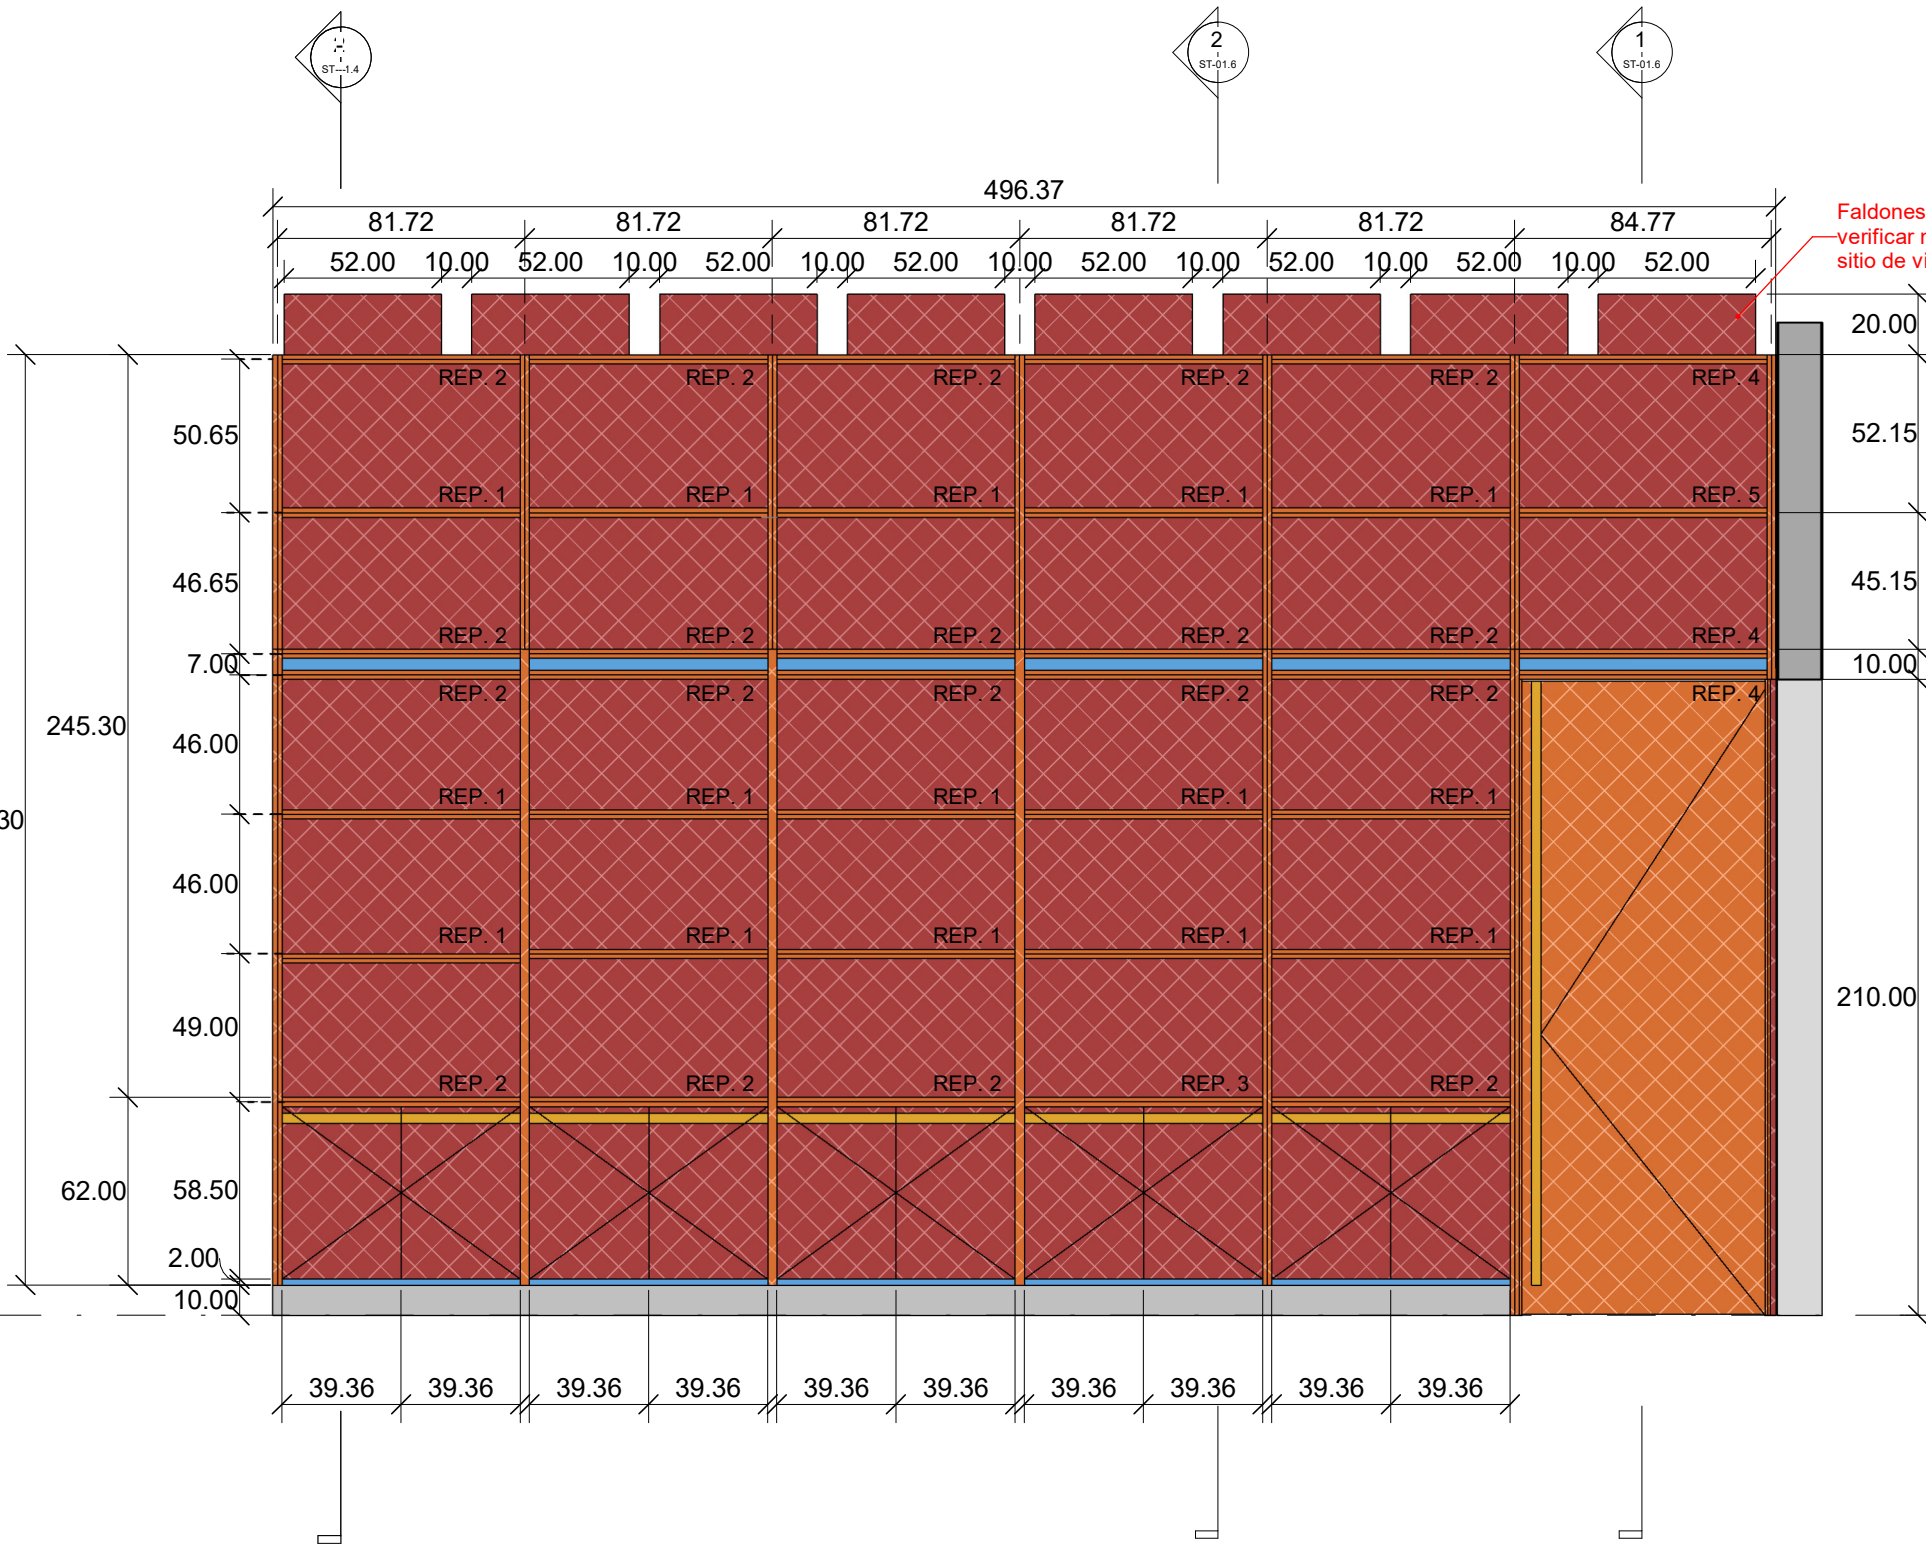 2
1
ST---1.4
ST-01.6
ST-01.6
496.37
81.72 81.72 81.72 81.72 81.72 84.77
52.00 10.00 52.00 10.00 52.00 10.00 52.00 10.00 52.00 10.00 52.00 10.00 52.00 10.00 52.00
Faldones
verificar
sitio de
20.00
REP. 2 REP. 2 REP. 2 REP. 2 REP. 2 REP. 4
50.65 52.15
REP. 1 REP. 1 REP. 1 REP. 1 REP. 1 REP. 5
46.65 45.15
REP. 2 REP. 2 REP. 2 REP. 2 REP. 2 REP. 4
7.00 10.00
REP. 2 REP. 2 REP. 2 REP. 2 REP. 2 REP. 4
245.30 46.00
REP. 1 REP. 1 REP. 1 REP. 1 REP. 1
30
46.00
REP. 1 REP. 1 REP. 1 REP. 1 REP. 1
49.00 210.00
REP. 2 REP. 2 REP. 2 REP. 3 REP. 2
62.00 58.50
2.00
10.00
39.36 39.36 39.36 39.36 39.36 39.36 39.36 39.36 39.36 39.36